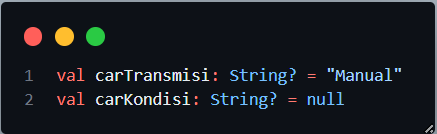 1 val carTransmisi: String? = "Manual"
2 val carKondisi: String? = null